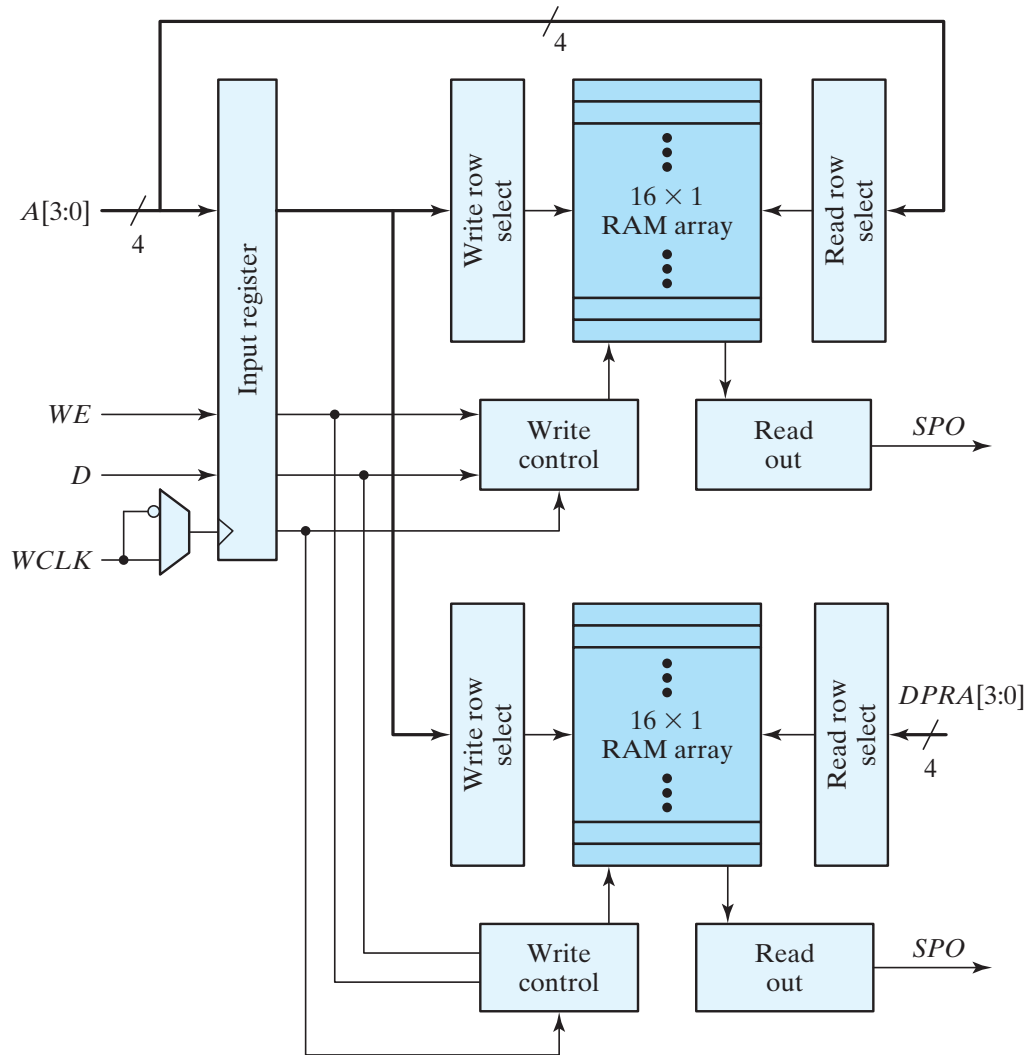 4
A[3:0]
4
Input register
Write row
select
16 × 1
RAM array
Read row
select
WE
D
WCLK
Write
control
Read
out
SPO
Write row
select
16 × 1
RAM array
Read row
select
DPRA[3:0]
4
Write
control
Read
out
SPO